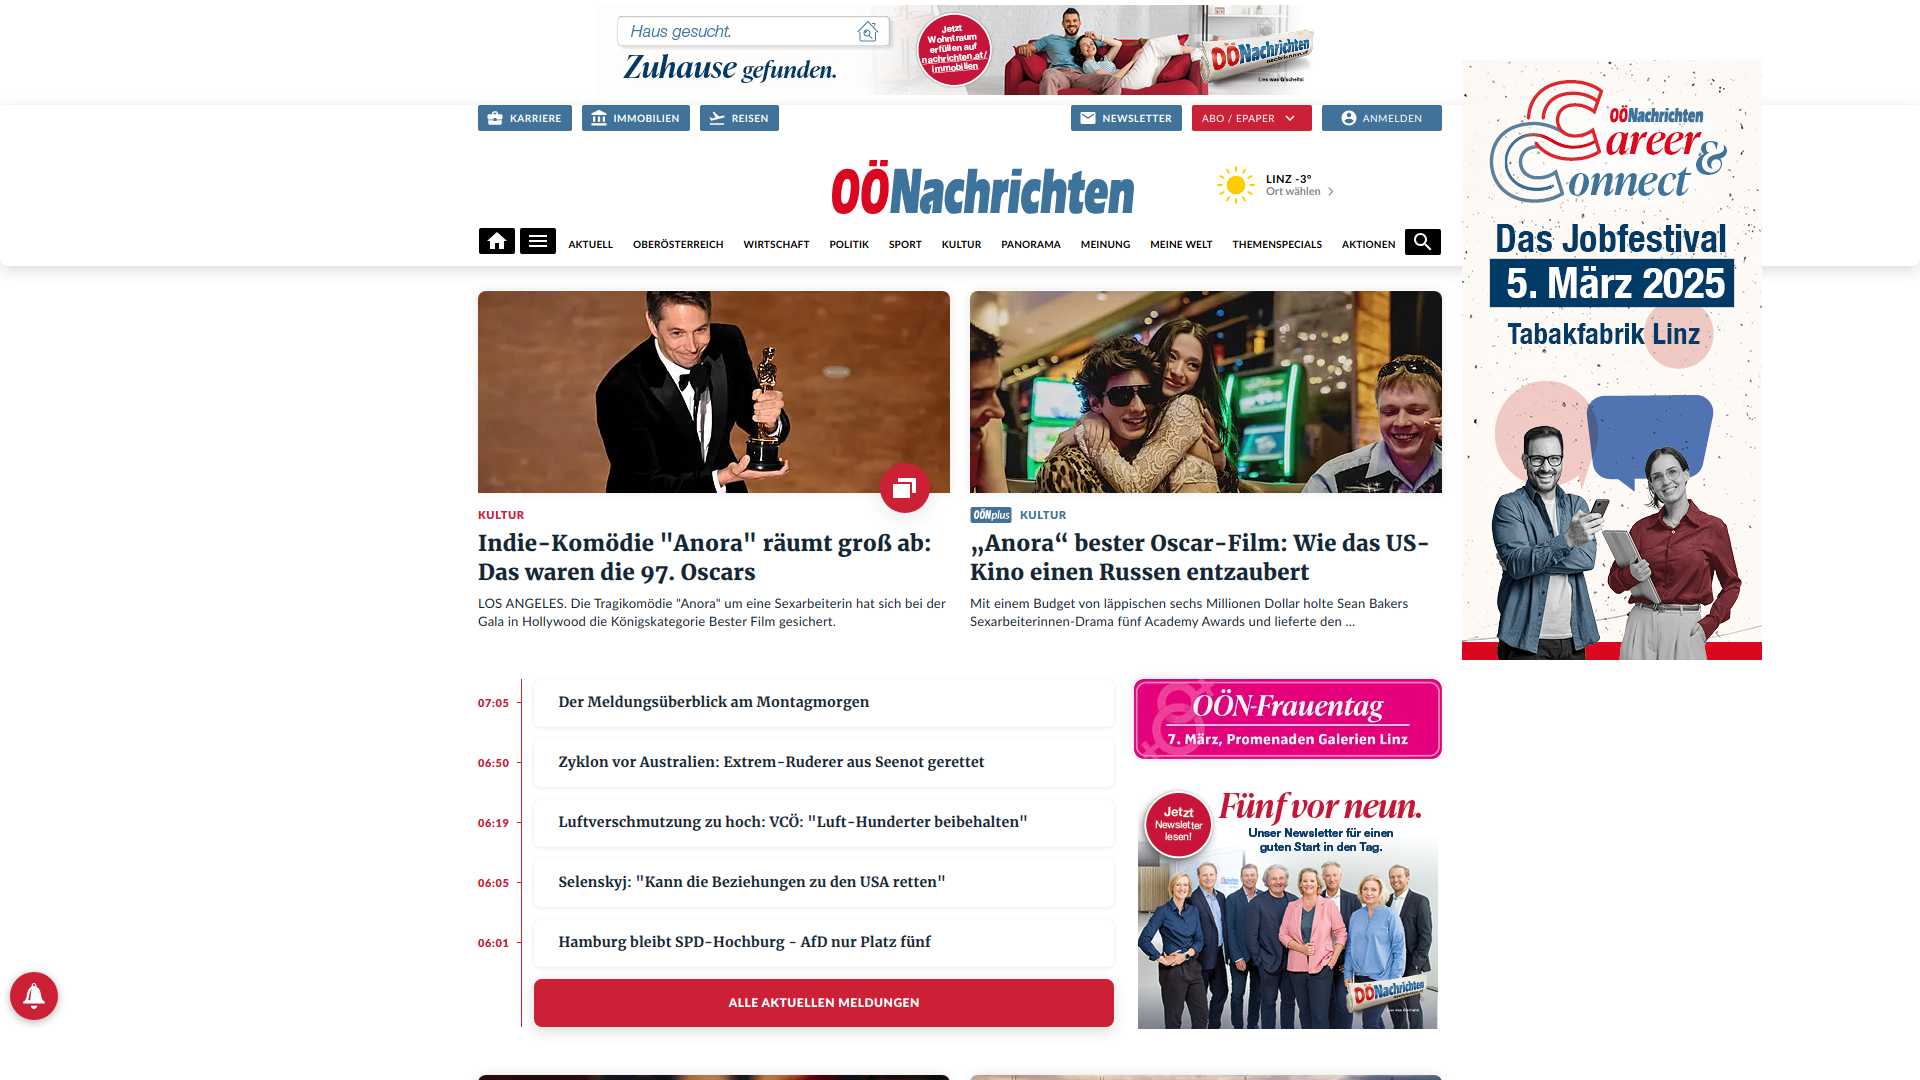 Haus gesucht.
Zuhause gefunden.
Jetzt
Wohntraum
erfüllen auf
nachrichten.at/
immobilien
OÖNachrichten
Lies was G'scheits!
KARRIERE
IMMOBILIEN
REISEN
NEWSLETTER
ABO / EPAPER
ANMELDEN
OÖNachrichten
LINZ -3°
Ort wählen
AKTUELL
OBERÖSTERREICH
WIRTSCHAFT
POLITIK
SPORT
KULTUR
PANORAMA
MEINUNG
MEINE WELT
THEMENSPECIALS
AKTIONEN
OÖNachrichten
Career &
Connect
Das Jobfestival
5. März 2025
Tabakfabrik Linz
KULTUR
Indie-Komödie "Anora" räumt groß ab:
Das waren die 97. Oscars
LOS ANGELES. Die Tragikomödie "Anora" um eine Sexarbeiterin hat sich bei der
Gala in Hollywood die Königskategorie Bester Film gesichert.
OÖNplus KULTUR
„Anora“ bester Oscar-Film: Wie das US-
Kino einen Russen entzaubert
Mit einem Budget von läppischen sechs Millionen Dollar holte Sean Bakers
Sexarbeiterinnen-Drama fünf Academy Awards und lieferte den ...
07:05 Der Meldungsüberblick am Montagmorgen
06:50 Zyklon vor Australien: Extrem-Ruderer aus Seenot gerettet
06:19 Luftverschmutzung zu hoch: VCÖ: "Luft-Hunderter beibehalten"
06:05 Selenskyj: "Kann die Beziehungen zu den USA retten"
06:01 Hamburg bleibt SPD-Hochburg - AfD nur Platz fünf
ALLE AKTUELLEN MELDUNGEN
OÖN-Frauentag
7. März, Promenaden Galerien Linz
Jetzt
Newsletter
lesen!
Fünf vor neun.
Unser Newsletter für einen
guten Start in den Tag.
OÖNachrichten